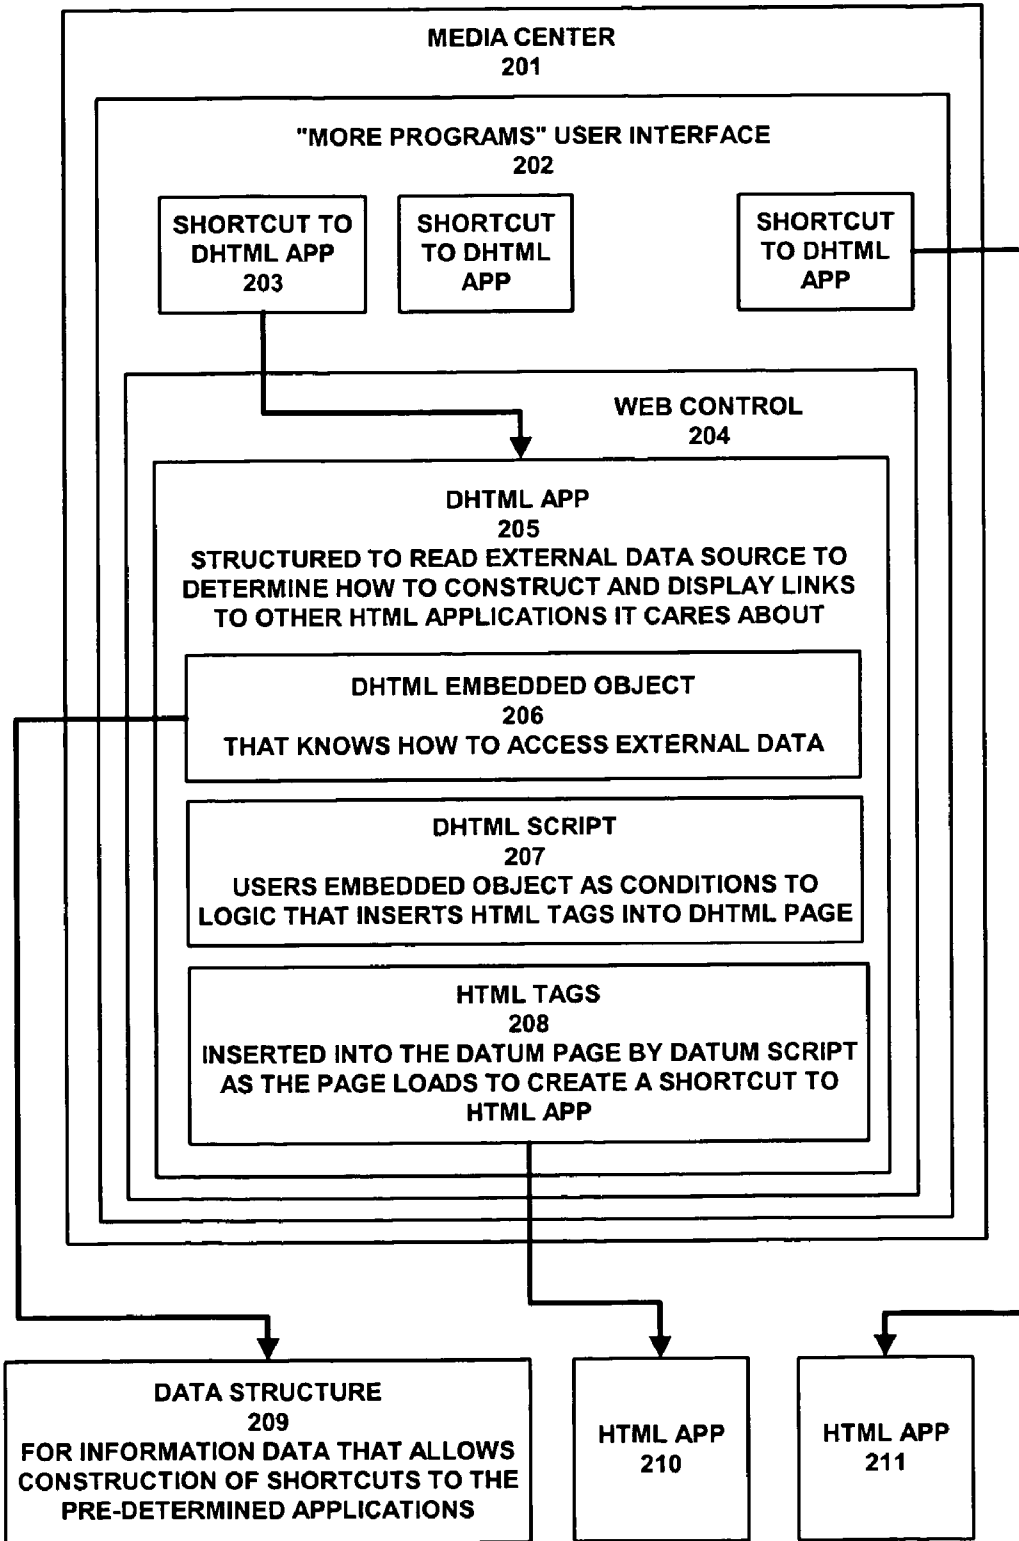 MEDIA CENTER
201
"MORE PROGRAMS" USER INTERFACE
202
SHORTCUT TO
DHTML APP
203
SHORTCUT
TO DHTML
APP
SHORTCUT
TO DHTML
APP
WEB CONTROL
204
DHTML APP
205
STRUCTURED TO READ EXTERNAL DATA SOURCE TO
DETERMINE HOW TO CONSTRUCT AND DISPLAY LINKS
TO OTHER HTML APPLICATIONS IT CARES ABOUT
DHTML EMBEDDED OBJECT
206
THAT KNOWS HOW TO ACCESS EXTERNAL DATA
DHTML SCRIPT
207
USERS EMBEDDED OBJECT AS CONDITIONS TO
LOGIC THAT INSERTS HTML TAGS INTO DHTML PAGE
HTML TAGS
208
INSERTED INTO THE DATUM PAGE BY DATUM SCRIPT
AS THE PAGE LOADS TO CREATE A SHORTCUT TO
HTML APP
DATA STRUCTURE
209
FOR INFORMATION DATA THAT ALLOWS
CONSTRUCTION OF SHORTCUTS TO THE
PRE-DETERMINED APPLICATIONS
HTML APP
210
HTML APP
211